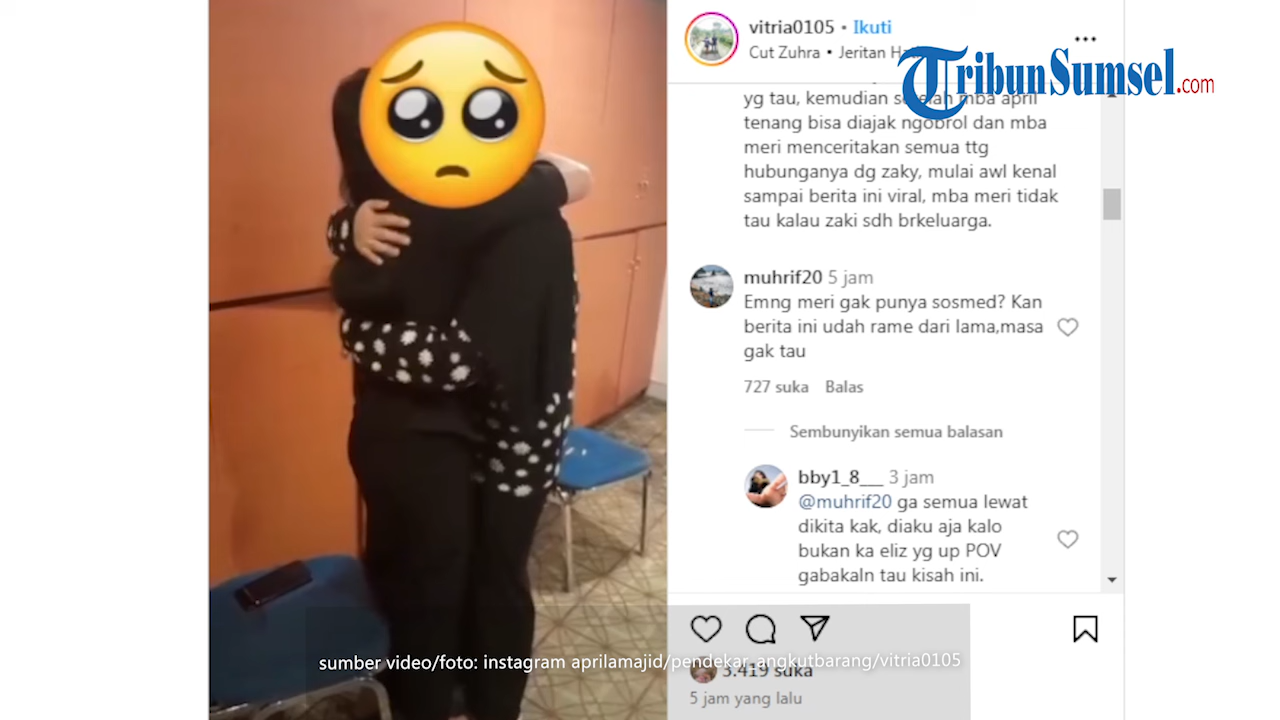 vitria0105 • Ikuti
Cut Zuhra • Jeritan
TribunSumsel.com
yg tau, kemudian setelah mba april
tenang bisa diajak ngobrol dan mba
meri menceritakan semua ttg
hubunganya dg zaky, mulai awl kenal
sampai berita ini viral, mba meri tidak
tau kalau zaki sdh brkeluarga.
muhrif20 5 jam
Emng meri gak punya sosmed? Kan
berita ini udah rame dari lama,masa
gak tau
727 suka Balas
Sembunyikan semua balasan
bby1_8___ 3 jam
@muhrif20 ga semua lewat
dikita kak, diaku aja kalo
bukan ka eliz yg up POV
gabakaln tau kisah ini.
sumber video/foto: instagram aprilamajid/pendekar_angkutbarang/vitria0105
3.419 suka
5 jam yang lalu